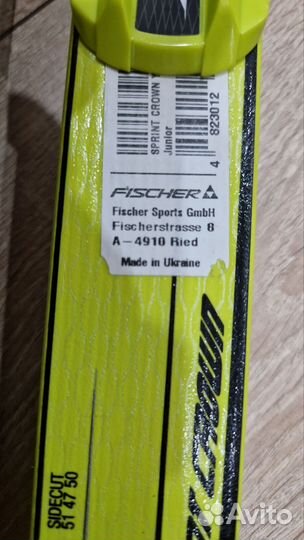 SPRINT CROWN
Junior
4 823012
FISCHER
Fischer Sports GmbH
Fischerstrasse 8
A-4910 Ried
Made in Ukraine
SIDECUT
51 47 50
Avito